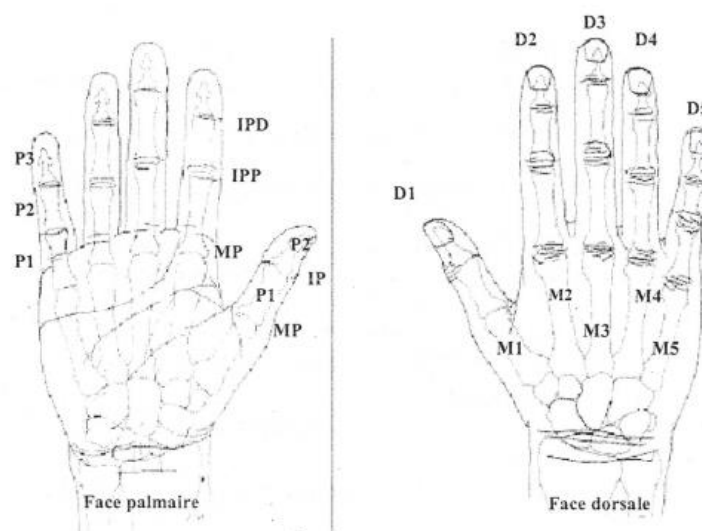 IPD
P3
IPP
P2
P1
MP
P2
IP
P1
MP
Face palmaire
D3
D2
D4
D5
D1
M2
M4
M3
M1
M5
Face dorsale